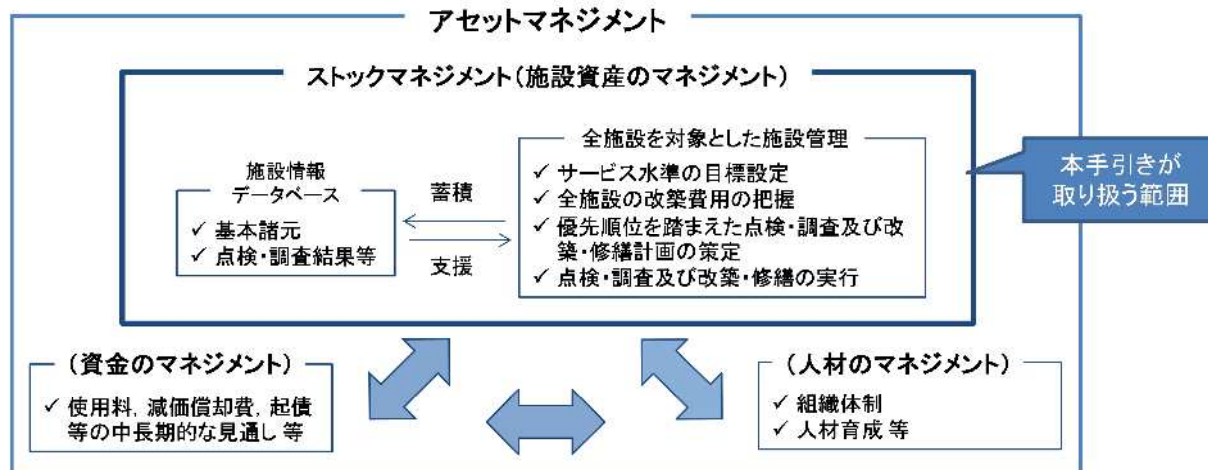 アセットマネジメント
ストックマネジメント(施設資産のマネジメント)
施設情報
データベース
✓ 基本諸元
✓ 点検・調査結果等
蓄積
支援
全施設を対象とした施設管理
✓ サービス水準の目標設定
✓ 全施設の改築費用の把握
✓ 優先順位を踏まえた点検・調査及び改
築・修繕計画の策定
✓ 点検・調査及び改築・修繕の実行
本手引きが
取り扱う範囲
(資金のマネジメント)
✓ 使用料,減価償却費,起債
等の中長期的な見通し 等
(人材のマネジメント)
✓ 組織体制
✓ 人材育成 等